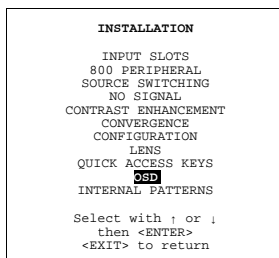 INSTALLATION
INPUT SLOTS
800 PERIPHERAL
SOURCE SWITCHING
NO SIGNAL
CONTRAST ENHANCEMENT
CONVERGENCE
CONFIGURATION
LENS
QUICK ACCESS KEYS
OSD
INTERNAL PATTERNS
Select with ↑ or ↓
then <ENTER>
<EXIT> to return